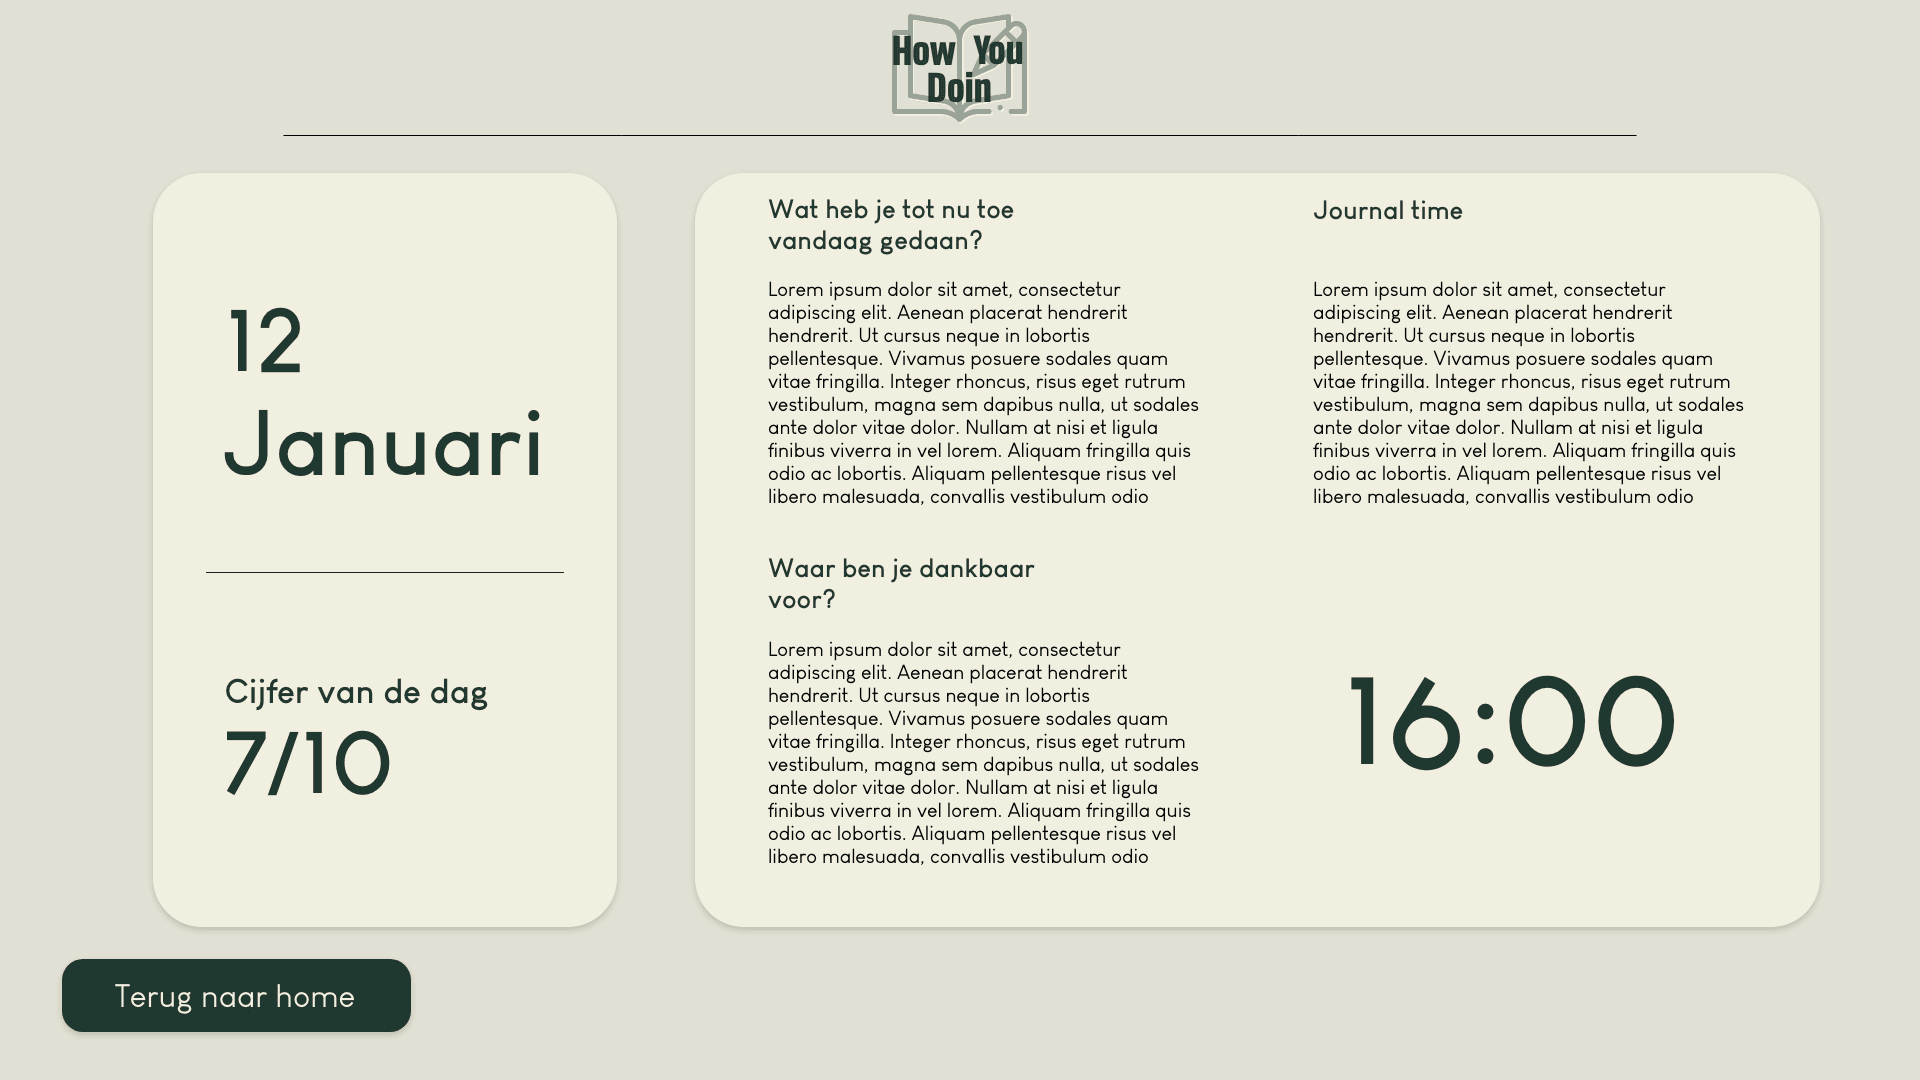 How You
Doin
12
Januari
Cijfer van de dag
7/10
Wat heb je tot nu toe
vandaag gedaan?
Lorem ipsum dolor sit amet, consectetur
adipiscing elit. Aenean placerat hendrerit
hendrerit. Ut cursus neque in lobortis
pellentesque. Vivamus posuere sodales quam
vitae fringilla. Integer rhoncus, risus eget rutrum
vestibulum, magna sem dapibus nulla, ut sodales
ante dolor vitae dolor. Nullam at nisi et ligula
finibus viverra in vel lorem. Aliquam fringilla quis
odio ac lobortis. Aliquam pellentesque risus vel
libero malesuada, convallis vestibulum odio
Waar ben je dankbaar
voor?
Lorem ipsum dolor sit amet, consectetur
adipiscing elit. Aenean placerat hendrerit
hendrerit. Ut cursus neque in lobortis
pellentesque. Vivamus posuere sodales quam
vitae fringilla. Integer rhoncus, risus eget rutrum
vestibulum, magna sem dapibus nulla, ut sodales
ante dolor vitae dolor. Nullam at nisi et ligula
finibus viverra in vel lorem. Aliquam fringilla quis
odio ac lobortis. Aliquam pellentesque risus vel
libero malesuada, convallis vestibulum odio
Journal time
Lorem ipsum dolor sit amet, consectetur
adipiscing elit. Aenean placerat hendrerit
hendrerit. Ut cursus neque in lobortis
pellentesque. Vivamus posuere sodales quam
vitae fringilla. Integer rhoncus, risus eget rutrum
vestibulum, magna sem dapibus nulla, ut sodales
ante dolor vitae dolor. Nullam at nisi et ligula
finibus viverra in vel lorem. Aliquam fringilla quis
odio ac lobortis. Aliquam pellentesque risus vel
libero malesuada, convallis vestibulum odio
16:00
Terug naar home